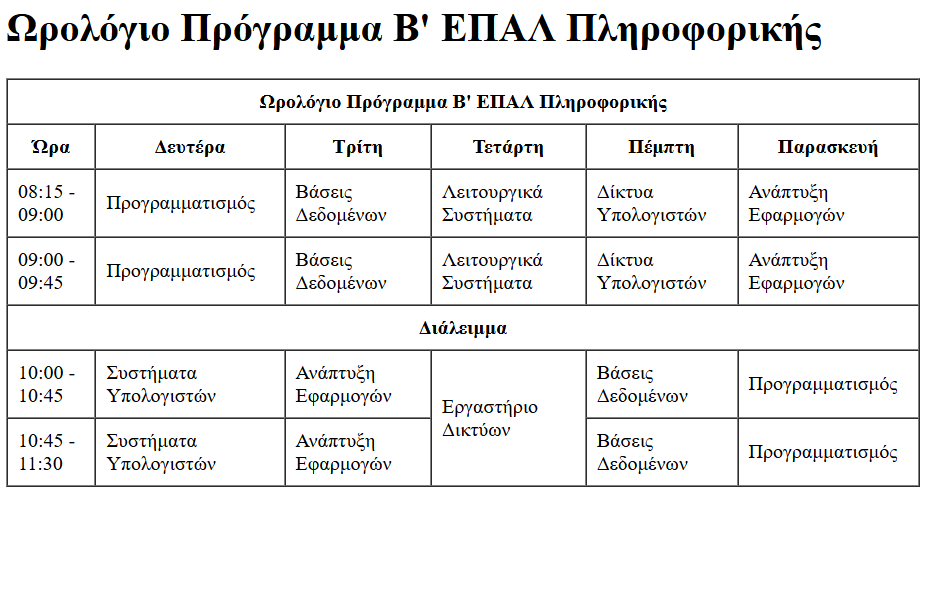 Ωρολόγιο Πρόγραμμα Β' ΕΠΑΛ Πληροφορικής
Ωρολόγιο Πρόγραμμα Β' ΕΠΑΛ Πληροφορικής
Ώρα Δευτέρα Τρίτη Τετάρτη Πέμπτη Παρασκευή
08:15 - Βάσεις Λειτουργικά Δίκτυα Ανάπτυξη
Προγραμματισμός
09:00 Δεδομένων Συστήματα Υπολογιστών Εφαρμογών
09:00 - Βάσεις Λειτουργικά Δίκτυα Ανάπτυξη
Προγραμματισμός
09:45 Δεδομένων Συστήματα Υπολογιστών Εφαρμογών
Διάλειμμα
10:00 - Συστήματα Ανάπτυξη Βάσεις
Προγραμματισμός
10:45 Υπολογιστών Εφαρμογών Δεδομένων
Εργαστήριο
Δικτύων
10:45 - Συστήματα Ανάπτυξη Βάσεις
Προγραμματισμός
11:30 Υπολογιστών Εφαρμογών Δεδομένων